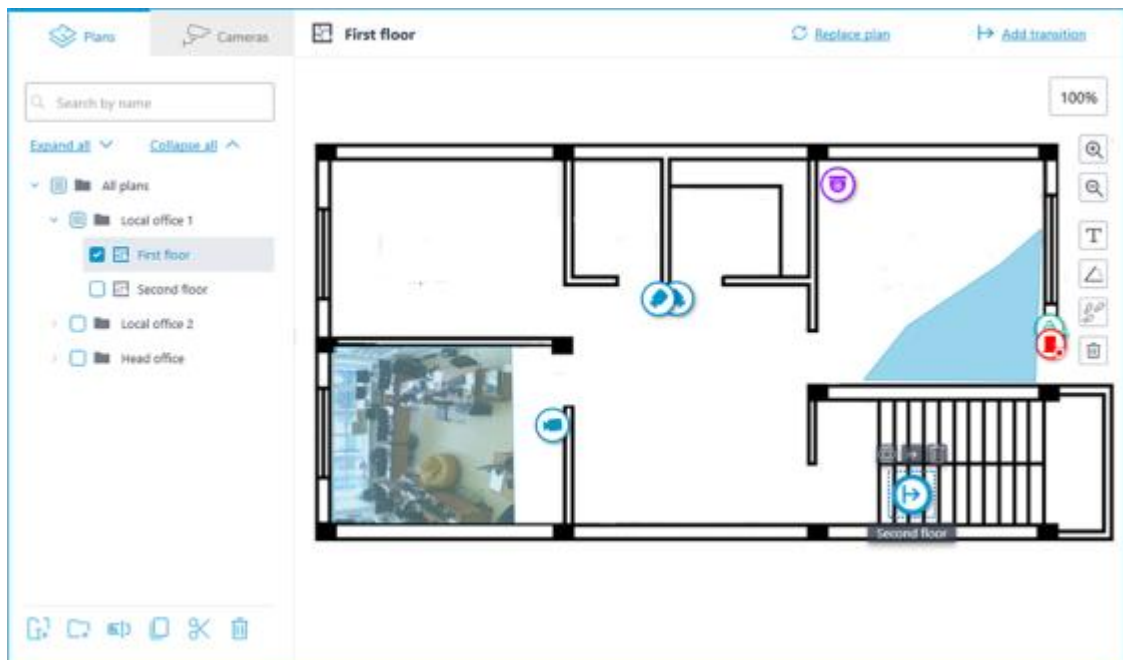 Plans
Cameras
First floor
Replace plan
Add transition
Search by name
100%
Expand all
Collapse all
All plans
Local office 1
First floor
Second floor
Local office 2
Head office
T
Second floor